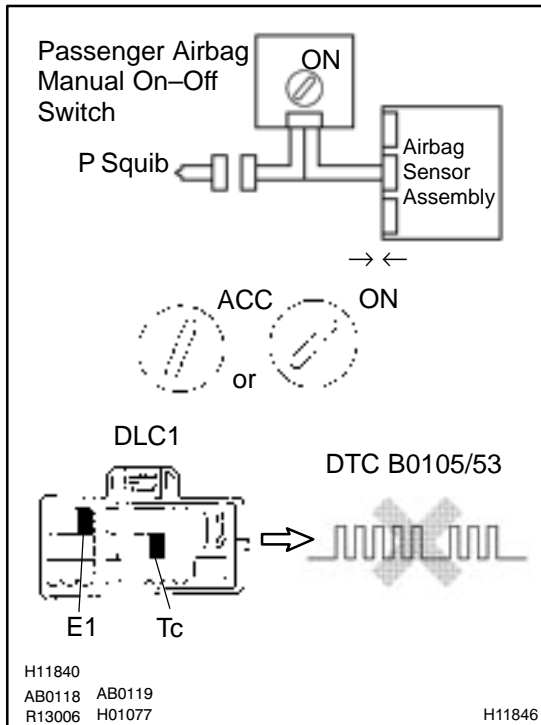 Passenger Airbag
Manual On–Off
Switch
ON
P Squib
Airbag
Sensor
Assembly
ACC
ON
or
DLC1
DTC B0105/53
E1
Tc
H11840
AB0118 AB0119
R13006 H01077
H11846